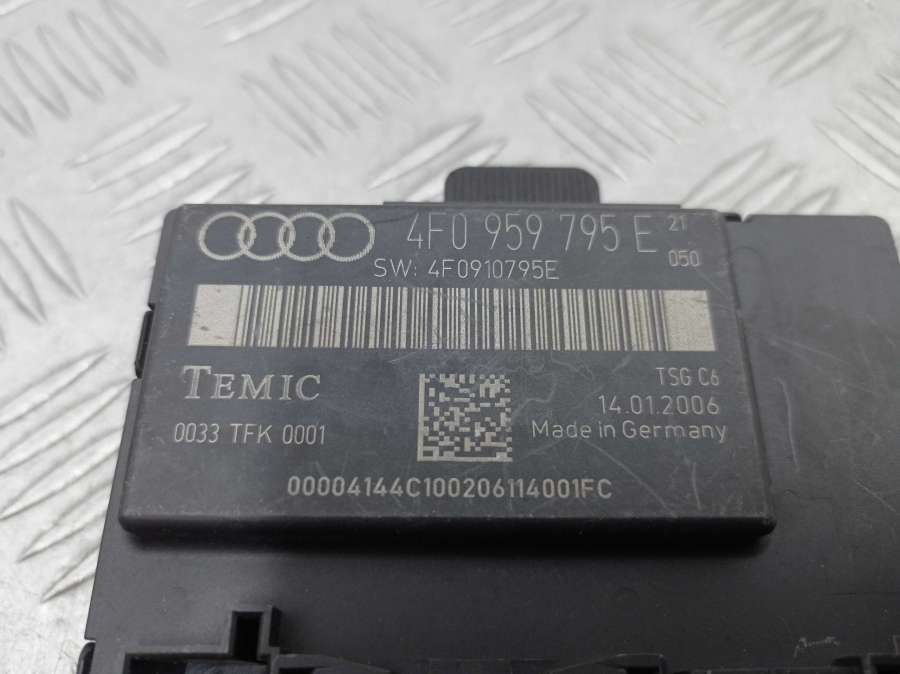 4F0 959 795 E 21
050
SW: 4F0910795E
TEMIC
TSG C6
14.01.2006
0033 TFK 0001
Made in Germany
00004144C100206114001FC